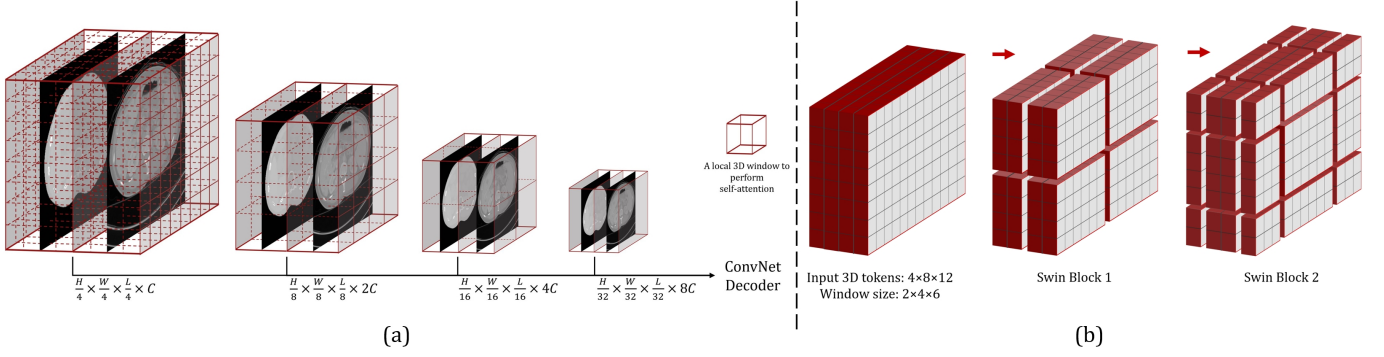 A local 3D window to
perform
self-attention
H/4 × W/4 × L/4 × C
H/8 × W/8 × L/8 × 2C
H/16 × W/16 × L/16 × 4C
H/32 × W/32 × L/32 × 8C
ConvNet
Decoder
(a)
Input 3D tokens: 4×8×12
Window size: 2×4×6
Swin Block 1
Swin Block 2
(b)